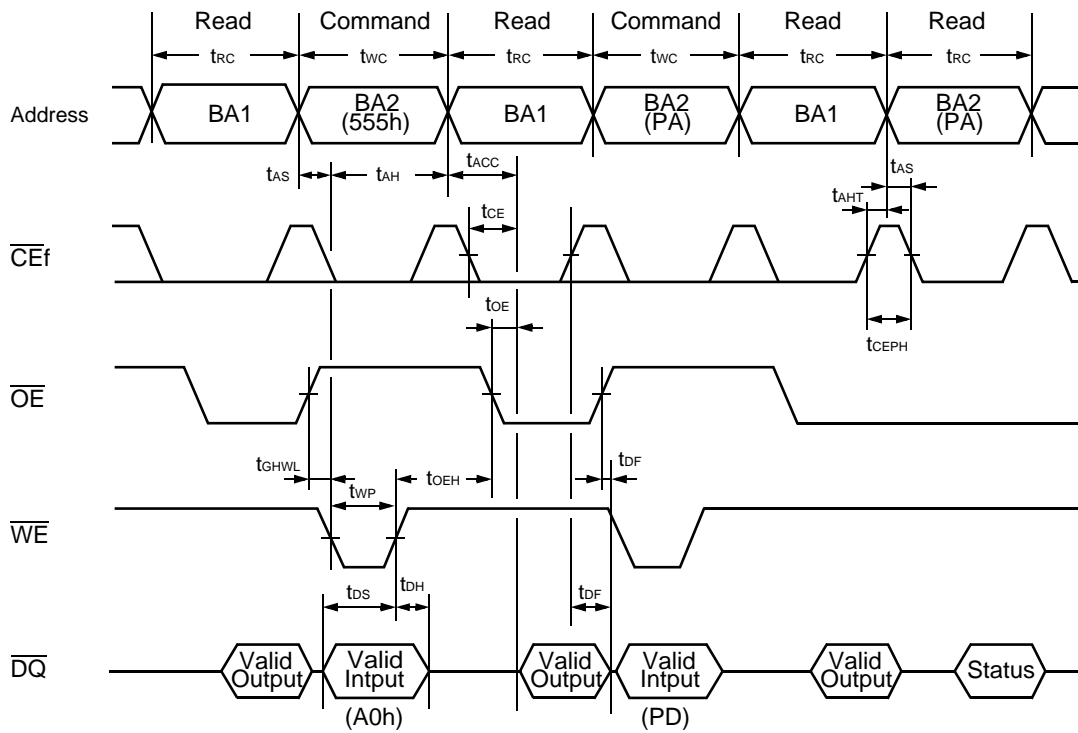 Read Command Read Command Read Read
tRC tWC tRC tWC tRC tRC
Address BA1 BA2 (555h) BA1 BA2 (PA) BA1 BA2 (PA)
tAS tAH tACC tAS
tAHT
tCE
CEf
tOE
tCEPH
OE
tGHWL tWP tOEH tDF
WE
tDS tDH tDF
DQ Valid Output Valid Intput Valid Output Valid Intput Valid Output Status
(A0h) (PD)